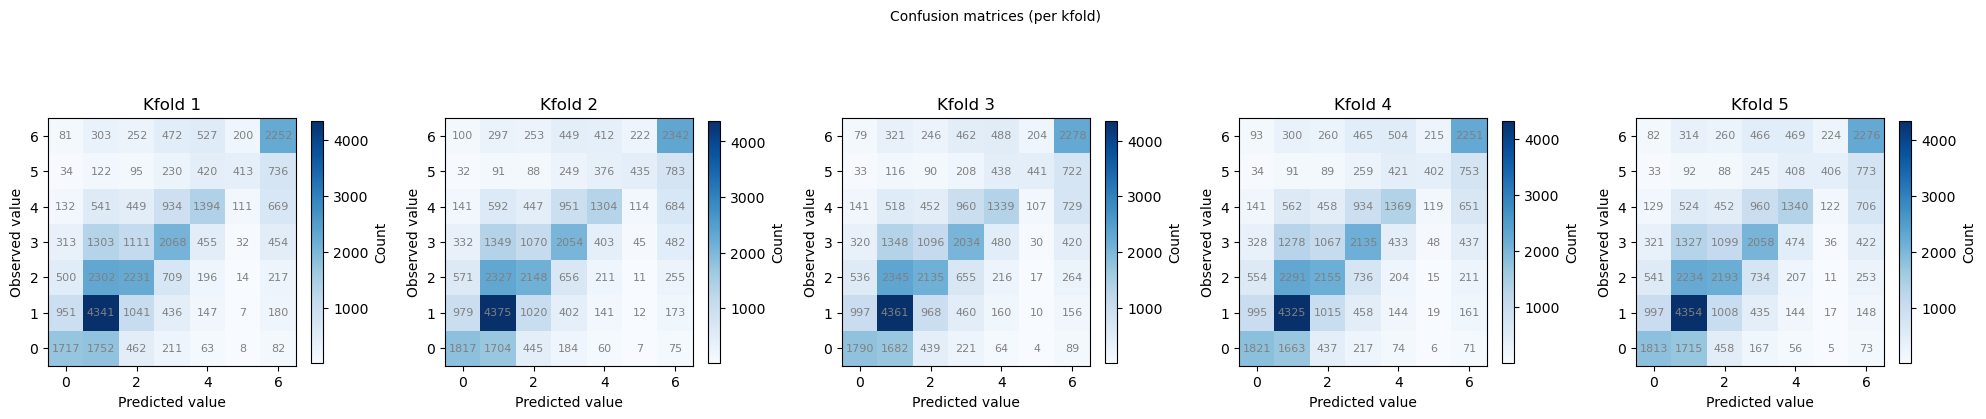 Confusion matrices (per kfold)
Kfold 1
6 81 303 252 472 527 200 2252
5 34 122 95 230 420 413 736
4 132 541 449 934 1394 111 669
3 313 1303 1111 2068 455 32 454
2 500 2302 2231 709 196 14 217
1 951 4341 1041 436 147 7 180
0 1717 1752 462 211 63 8 82
0 2 4 6
Predicted value
Observed value
4000
3000
2000
1000
Count
Kfold 2
6 100 297 253 449 412 222 2342
5 32 91 88 249 376 435 783
4 141 592 447 951 1304 114 684
3 332 1349 1070 2054 403 45 482
2 571 2327 2148 656 211 11 255
1 979 4375 1020 402 141 12 173
0 1817 1704 445 184 60 7 75
0 2 4 6
Predicted value
Observed value
4000
3000
2000
1000
Count
Kfold 3
6 79 321 246 462 488 204 2278
5 33 116 90 208 438 441 722
4 141 518 452 960 1339 107 729
3 320 1348 1096 2034 480 30 420
2 536 2345 2135 655 216 17 264
1 997 4361 968 460 160 10 156
0 1790 1682 439 221 64 4 89
0 2 4 6
Predicted value
Observed value
4000
3000
2000
1000
Count
Kfold 4
6 93 300 260 465 504 215 2251
5 34 91 89 259 421 402 753
4 141 562 458 934 1369 119 651
3 328 1278 1067 2135 433 48 437
2 554 2291 2155 736 204 15 211
1 995 4325 1015 458 144 19 161
0 1821 1663 437 217 74 6 71
0 2 4 6
Predicted value
Observed value
4000
3000
2000
1000
Count
Kfold 5
6 82 314 260 466 469 224 2276
5 33 92 88 245 408 406 773
4 129 524 452 960 1340 122 706
3 321 1327 1099 2058 474 36 422
2 541 2234 2193 734 207 11 253
1 997 4354 1008 435 144 17 148
0 1813 1715 458 167 56 5 73
0 2 4 6
Predicted value
Observed value
4000
3000
2000
1000
Count